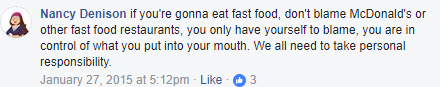 Nancy Denison if you're gonna eat fast food, don't blame McDonald's or
other fast food restaurants, you only have yourself to blame, you are in
control of what you put into your mouth. We all need to take personal
responsibility.
January 27, 2015 at 5:12pm · Like · 3